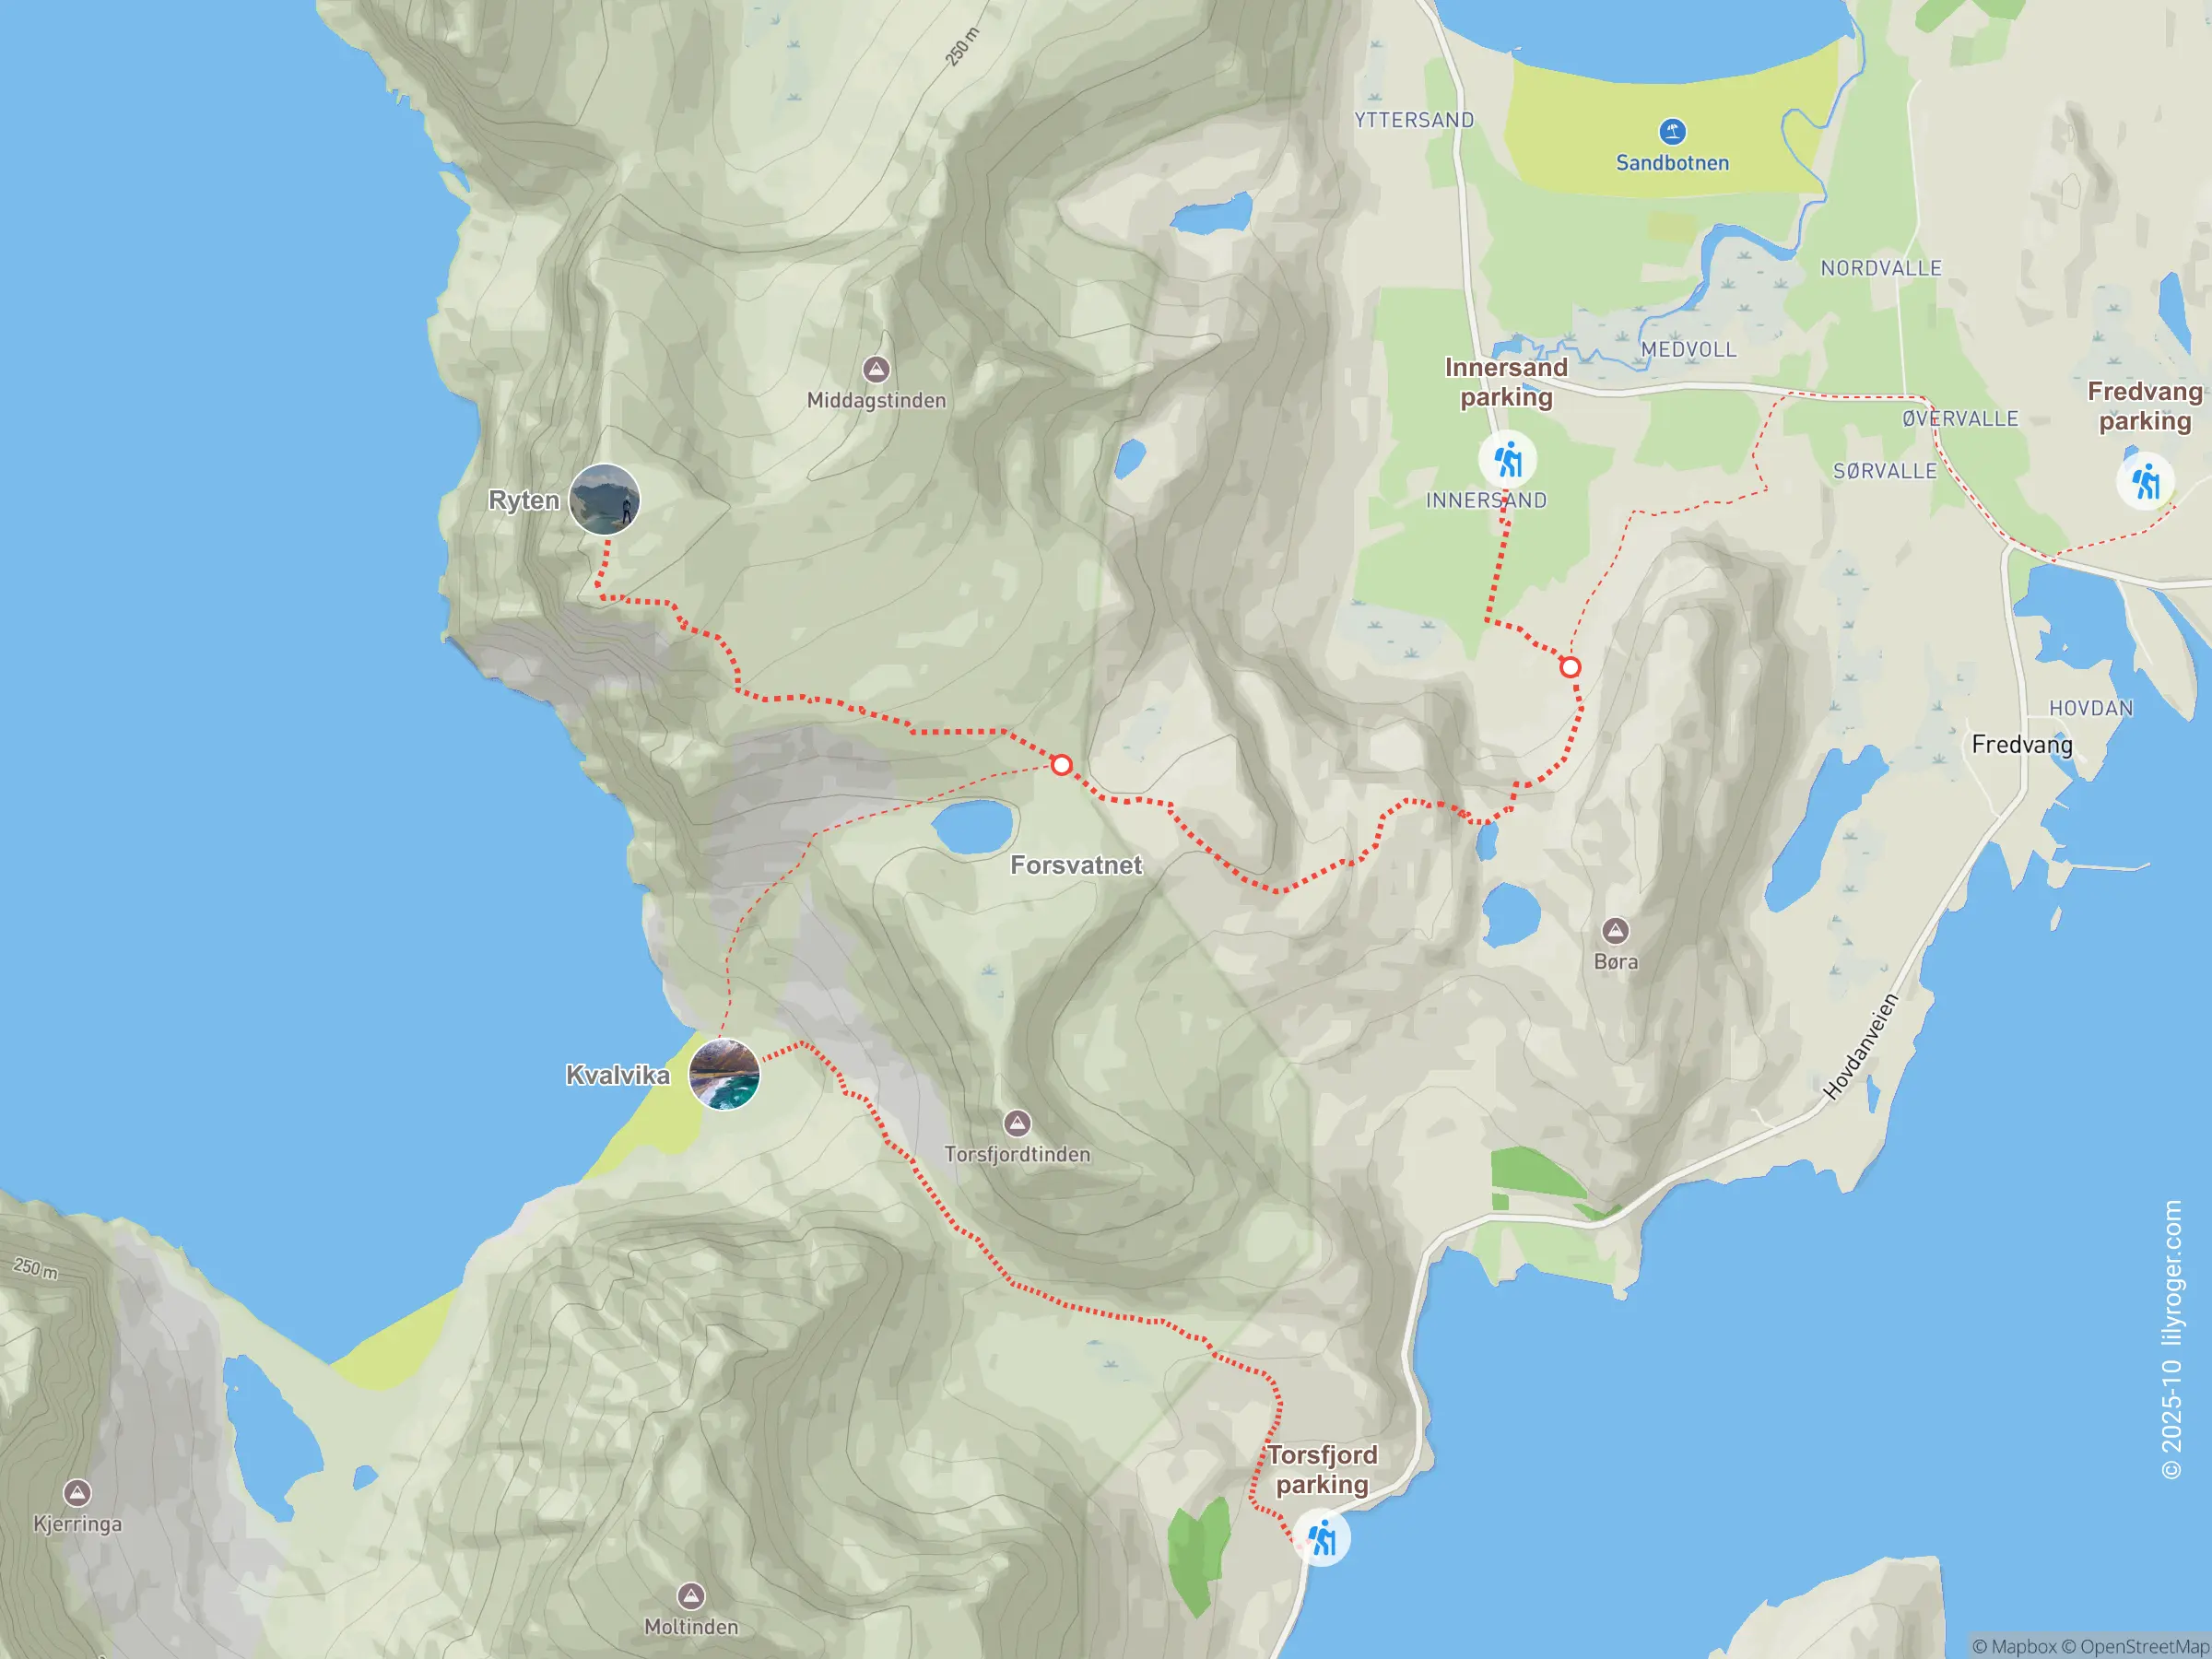 250 m
YTTERSAND
Sandbotnen
NORDVALLE
MEDVOLL
Innersand
parking
Middagstinden
Fredvang
parking
ØVERVALLE
SØRVALLE
Ryten
INNERSAND
HOVDAN
Fredvang
Forsvatnet
Børa
Hovdanveien
Kvalvika
Torsfjordtinden
250 m
Torsfjord
parking
Kjerringa
Moltinden
© 2025-10 lilyroger.com
© Mapbox © OpenStreetMap